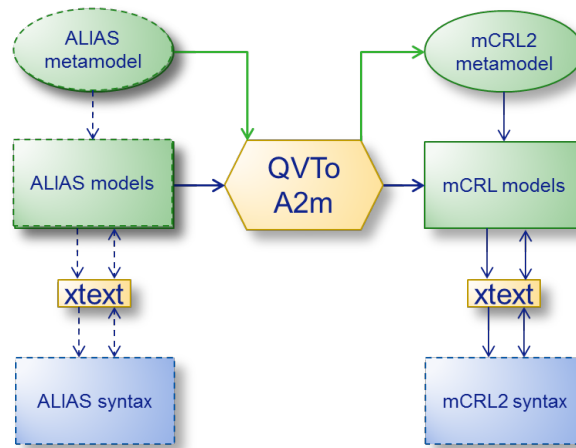 ALIAS
metamodel
mCRL2
metamodel
ALIAS models
QVTo
A2m
mCRL models
xtext
xtext
ALIAS syntax
mCRL2 syntax